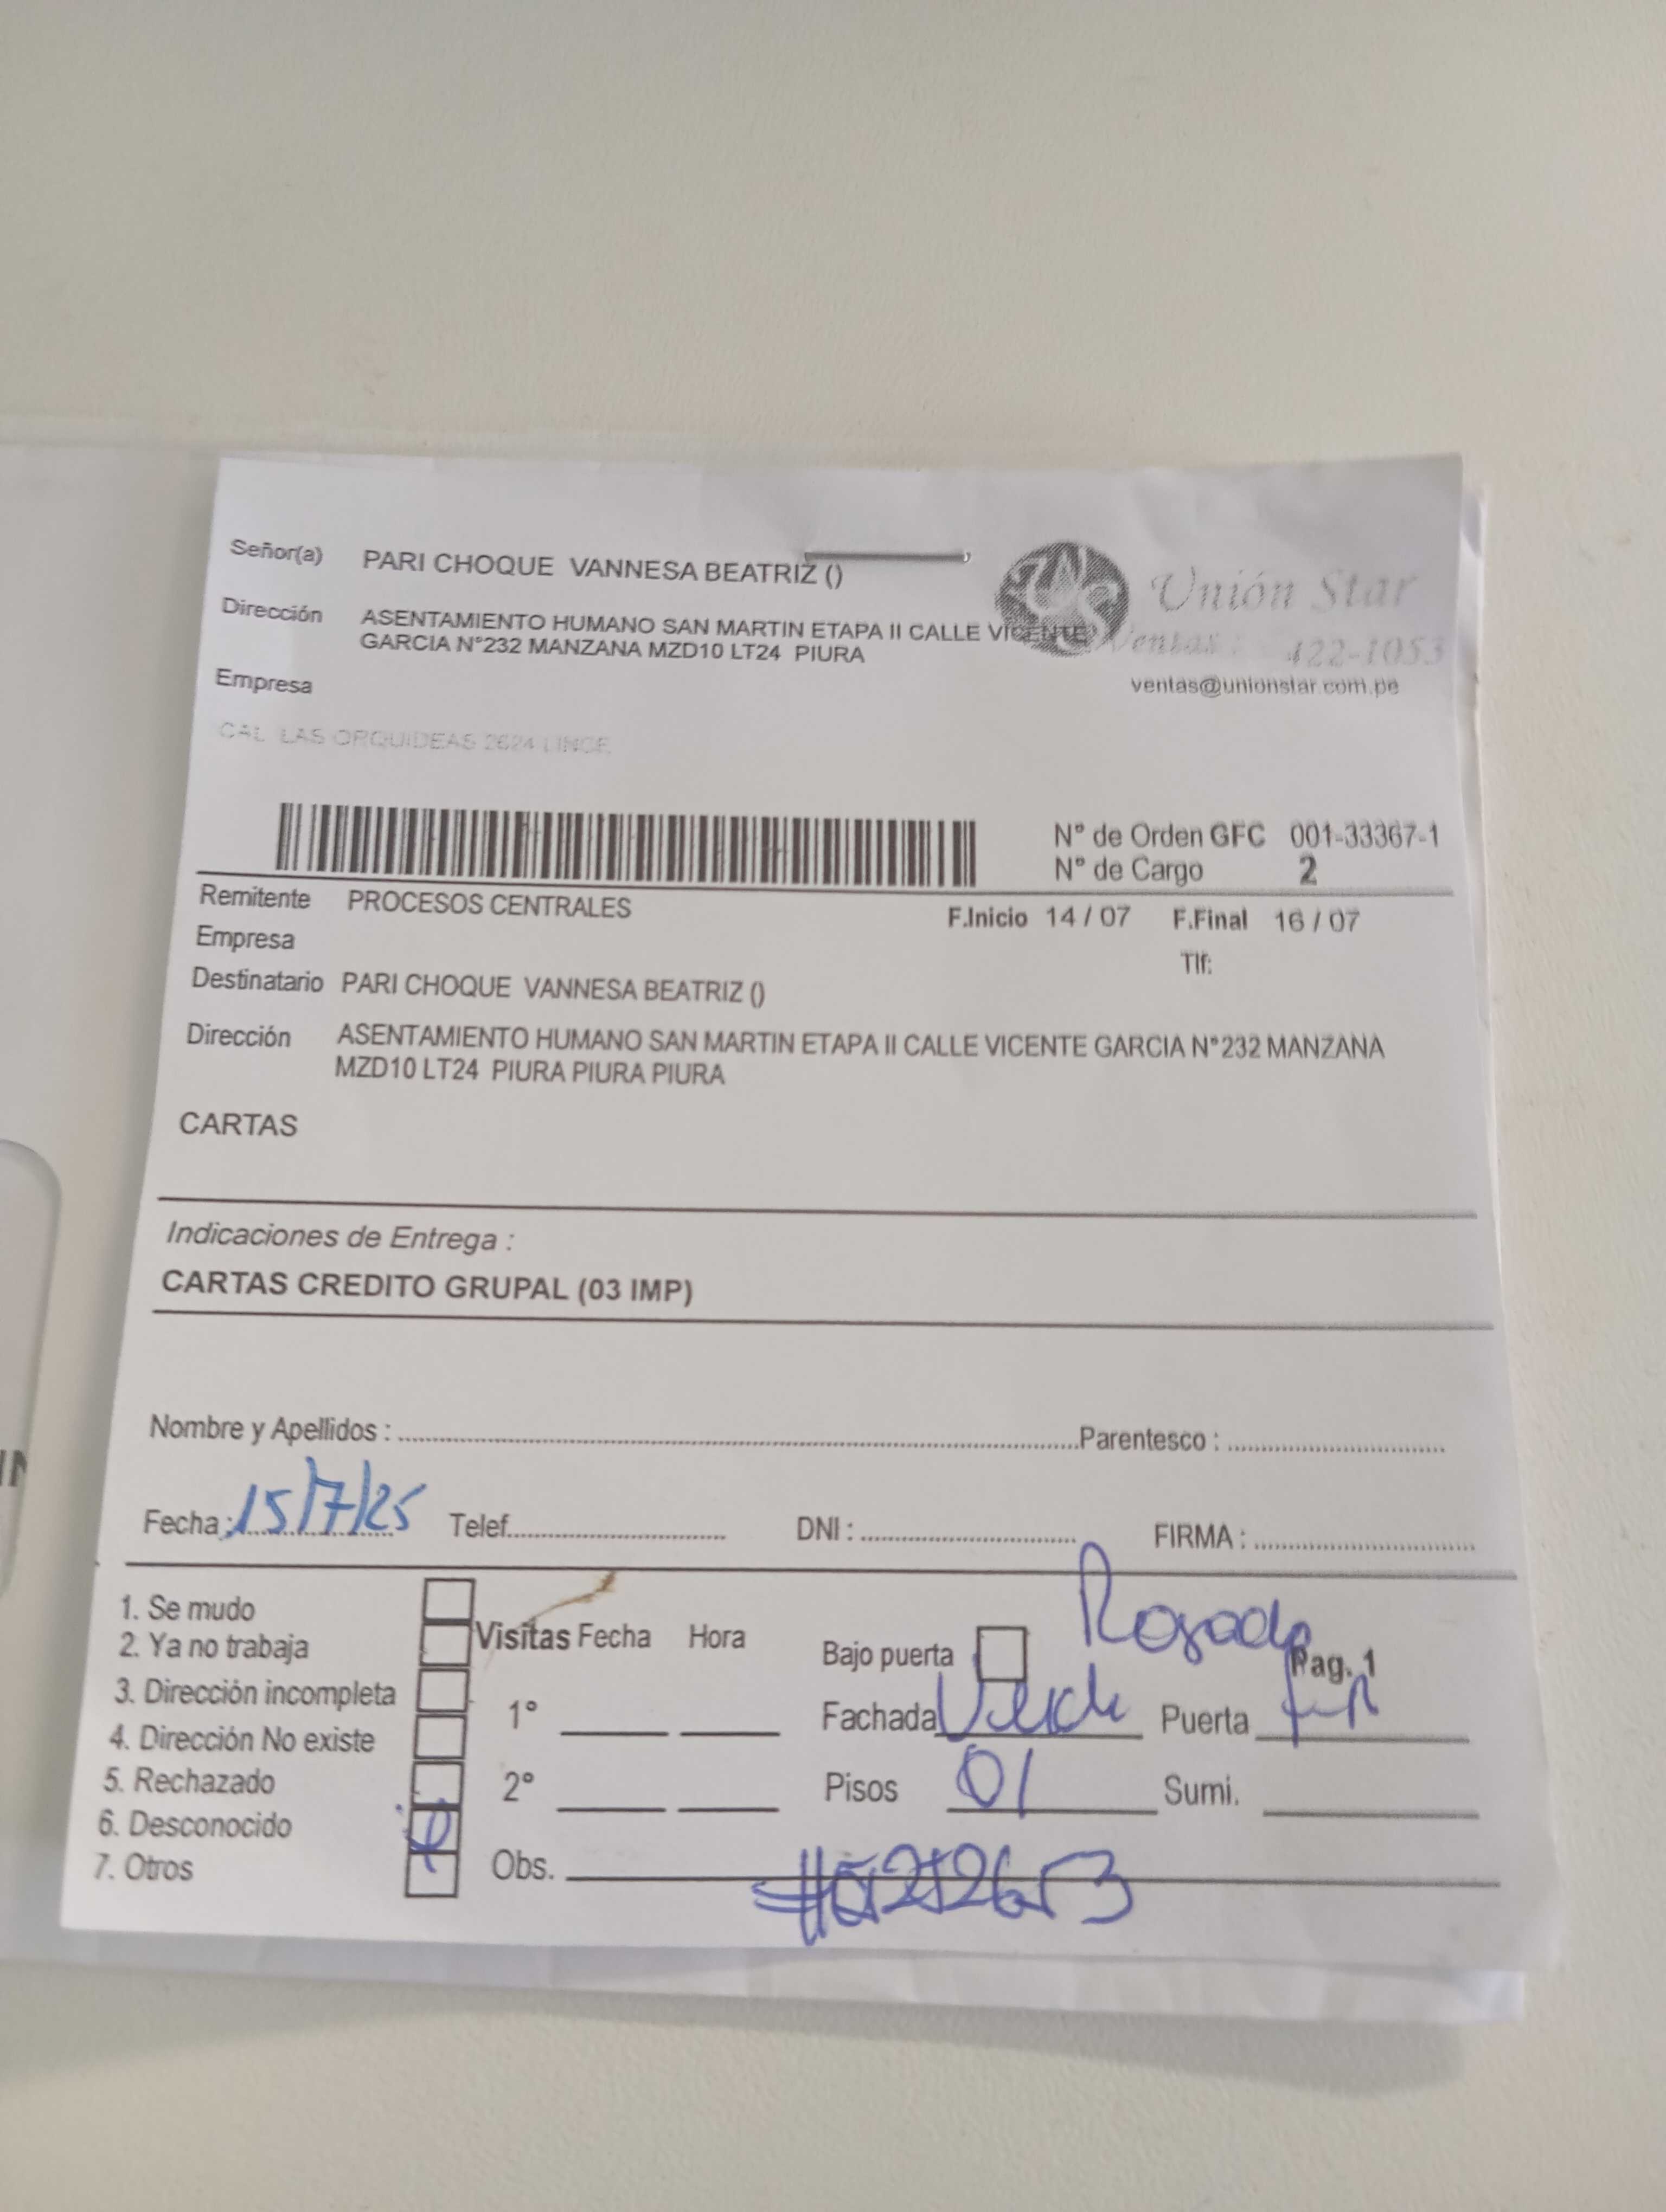 Señor(a) PARI CHOQUE VANNESA BEATRIZ ()
Dirección ASENTAMIENTO HUMANO SAN MARTIN ETAPA II CALLE VICENTE
GARCIA N°232 MANZANA MZD10 LT24 PIURA
Empresa
Unión Star
Ventas : 422-1053
ventas@unionstar.com.pe
CAL LAS ORQUIDEAS 2624 LINCE
N° de Orden GFC 001-33367-1
N° de Cargo 2
Remitente PROCESOS CENTRALES
F.Inicio 14 / 07 F.Final 16 / 07
Empresa
Tlf:
Destinatario PARI CHOQUE VANNESA BEATRIZ ()
Dirección ASENTAMIENTO HUMANO SAN MARTIN ETAPA II CALLE VICENTE GARCIA N°232 MANZANA
MZD10 LT24 PIURA PIURA PIURA
CARTAS
Indicaciones de Entrega :
CARTAS CREDITO GRUPAL (03 IMP)
Nombre y Apellidos : Parentesco :
Fecha : 15/7/25 Telef. DNI : FIRMA :
1. Se mudo
2. Ya no trabaja
3. Dirección incompleta
4. Dirección No existe
5. Rechazado
6. Desconocido
7. Otros
Visitas Fecha Hora
1°
2°
Obs.
Bajo puerta
Rosado
Pag. 1
Fachada Verde Puerta
Pisos 01 Sumi.